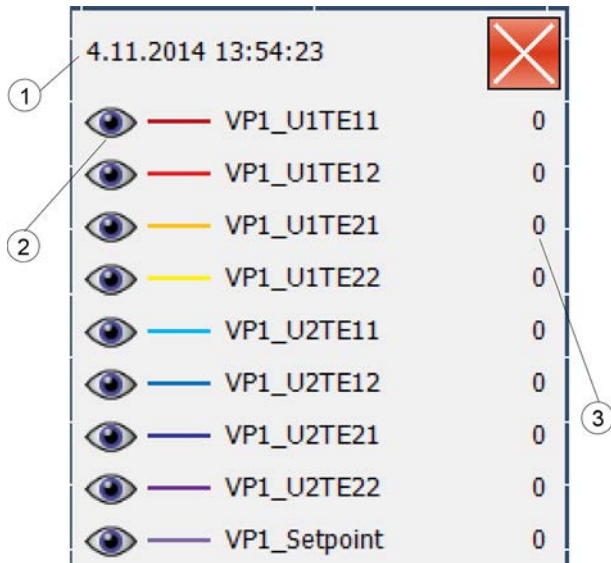 4.11.2014 13:54:23
1
VP1_U1TE11 0
VP1_U1TE12 0
2
VP1_U1TE21 0
VP1_U1TE22 0
VP1_U2TE11 0
VP1_U2TE12 0
3
VP1_U2TE21 0
VP1_U2TE22 0
VP1_Setpoint 0